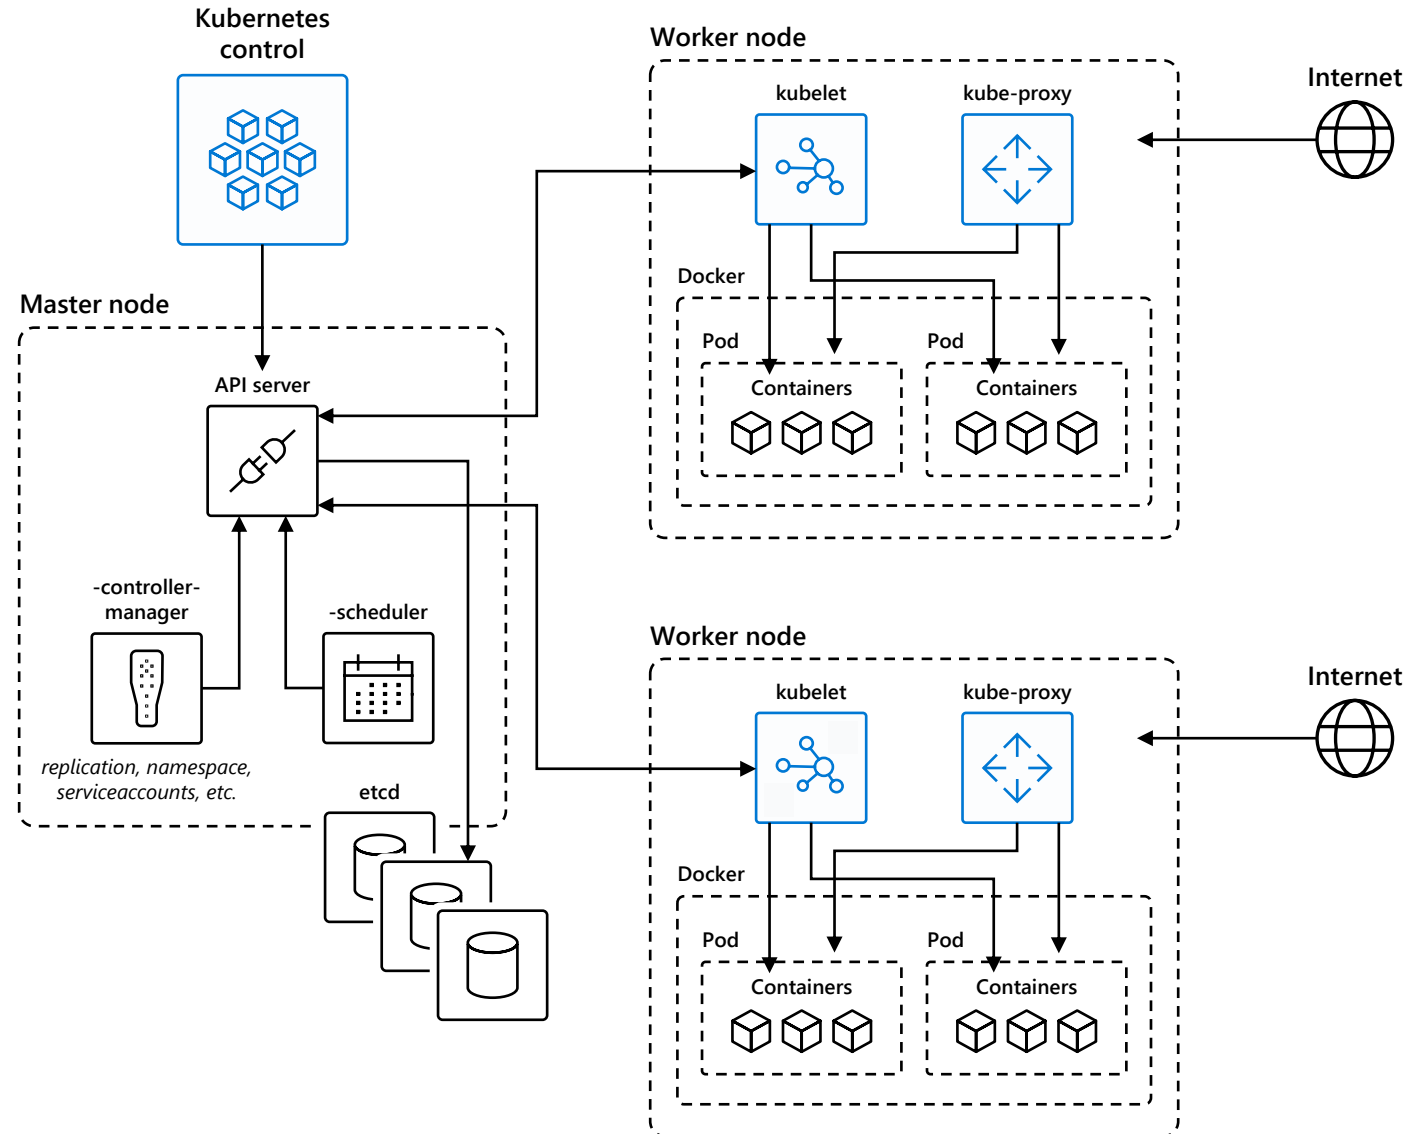 Kubernetes
control
Master node
API server
-controller-
manager
-scheduler
replication, namespace,
serviceaccounts, etc.
etcd
Worker node
kubelet
kube-proxy
Internet
Docker
Pod
Pod
Containers
Containers
Worker node
kubelet
kube-proxy
Internet
Docker
Pod
Pod
Containers
Containers